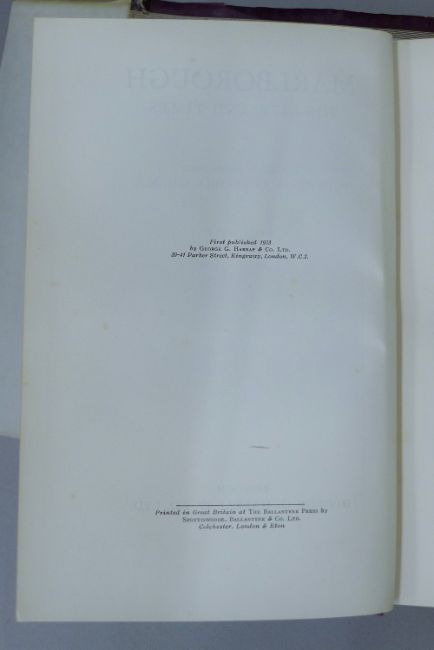 First published 1933
by GEORGE G. HARRAP & CO. LTD.
39-41 Parker Street, Kingsway, London, W.C.2.
Printed in Great Britain at THE BALLANTYNE PRESS by
SPOTTISWOODE, BALLANTYNE & CO. LTD.
Colchester, London & Eton